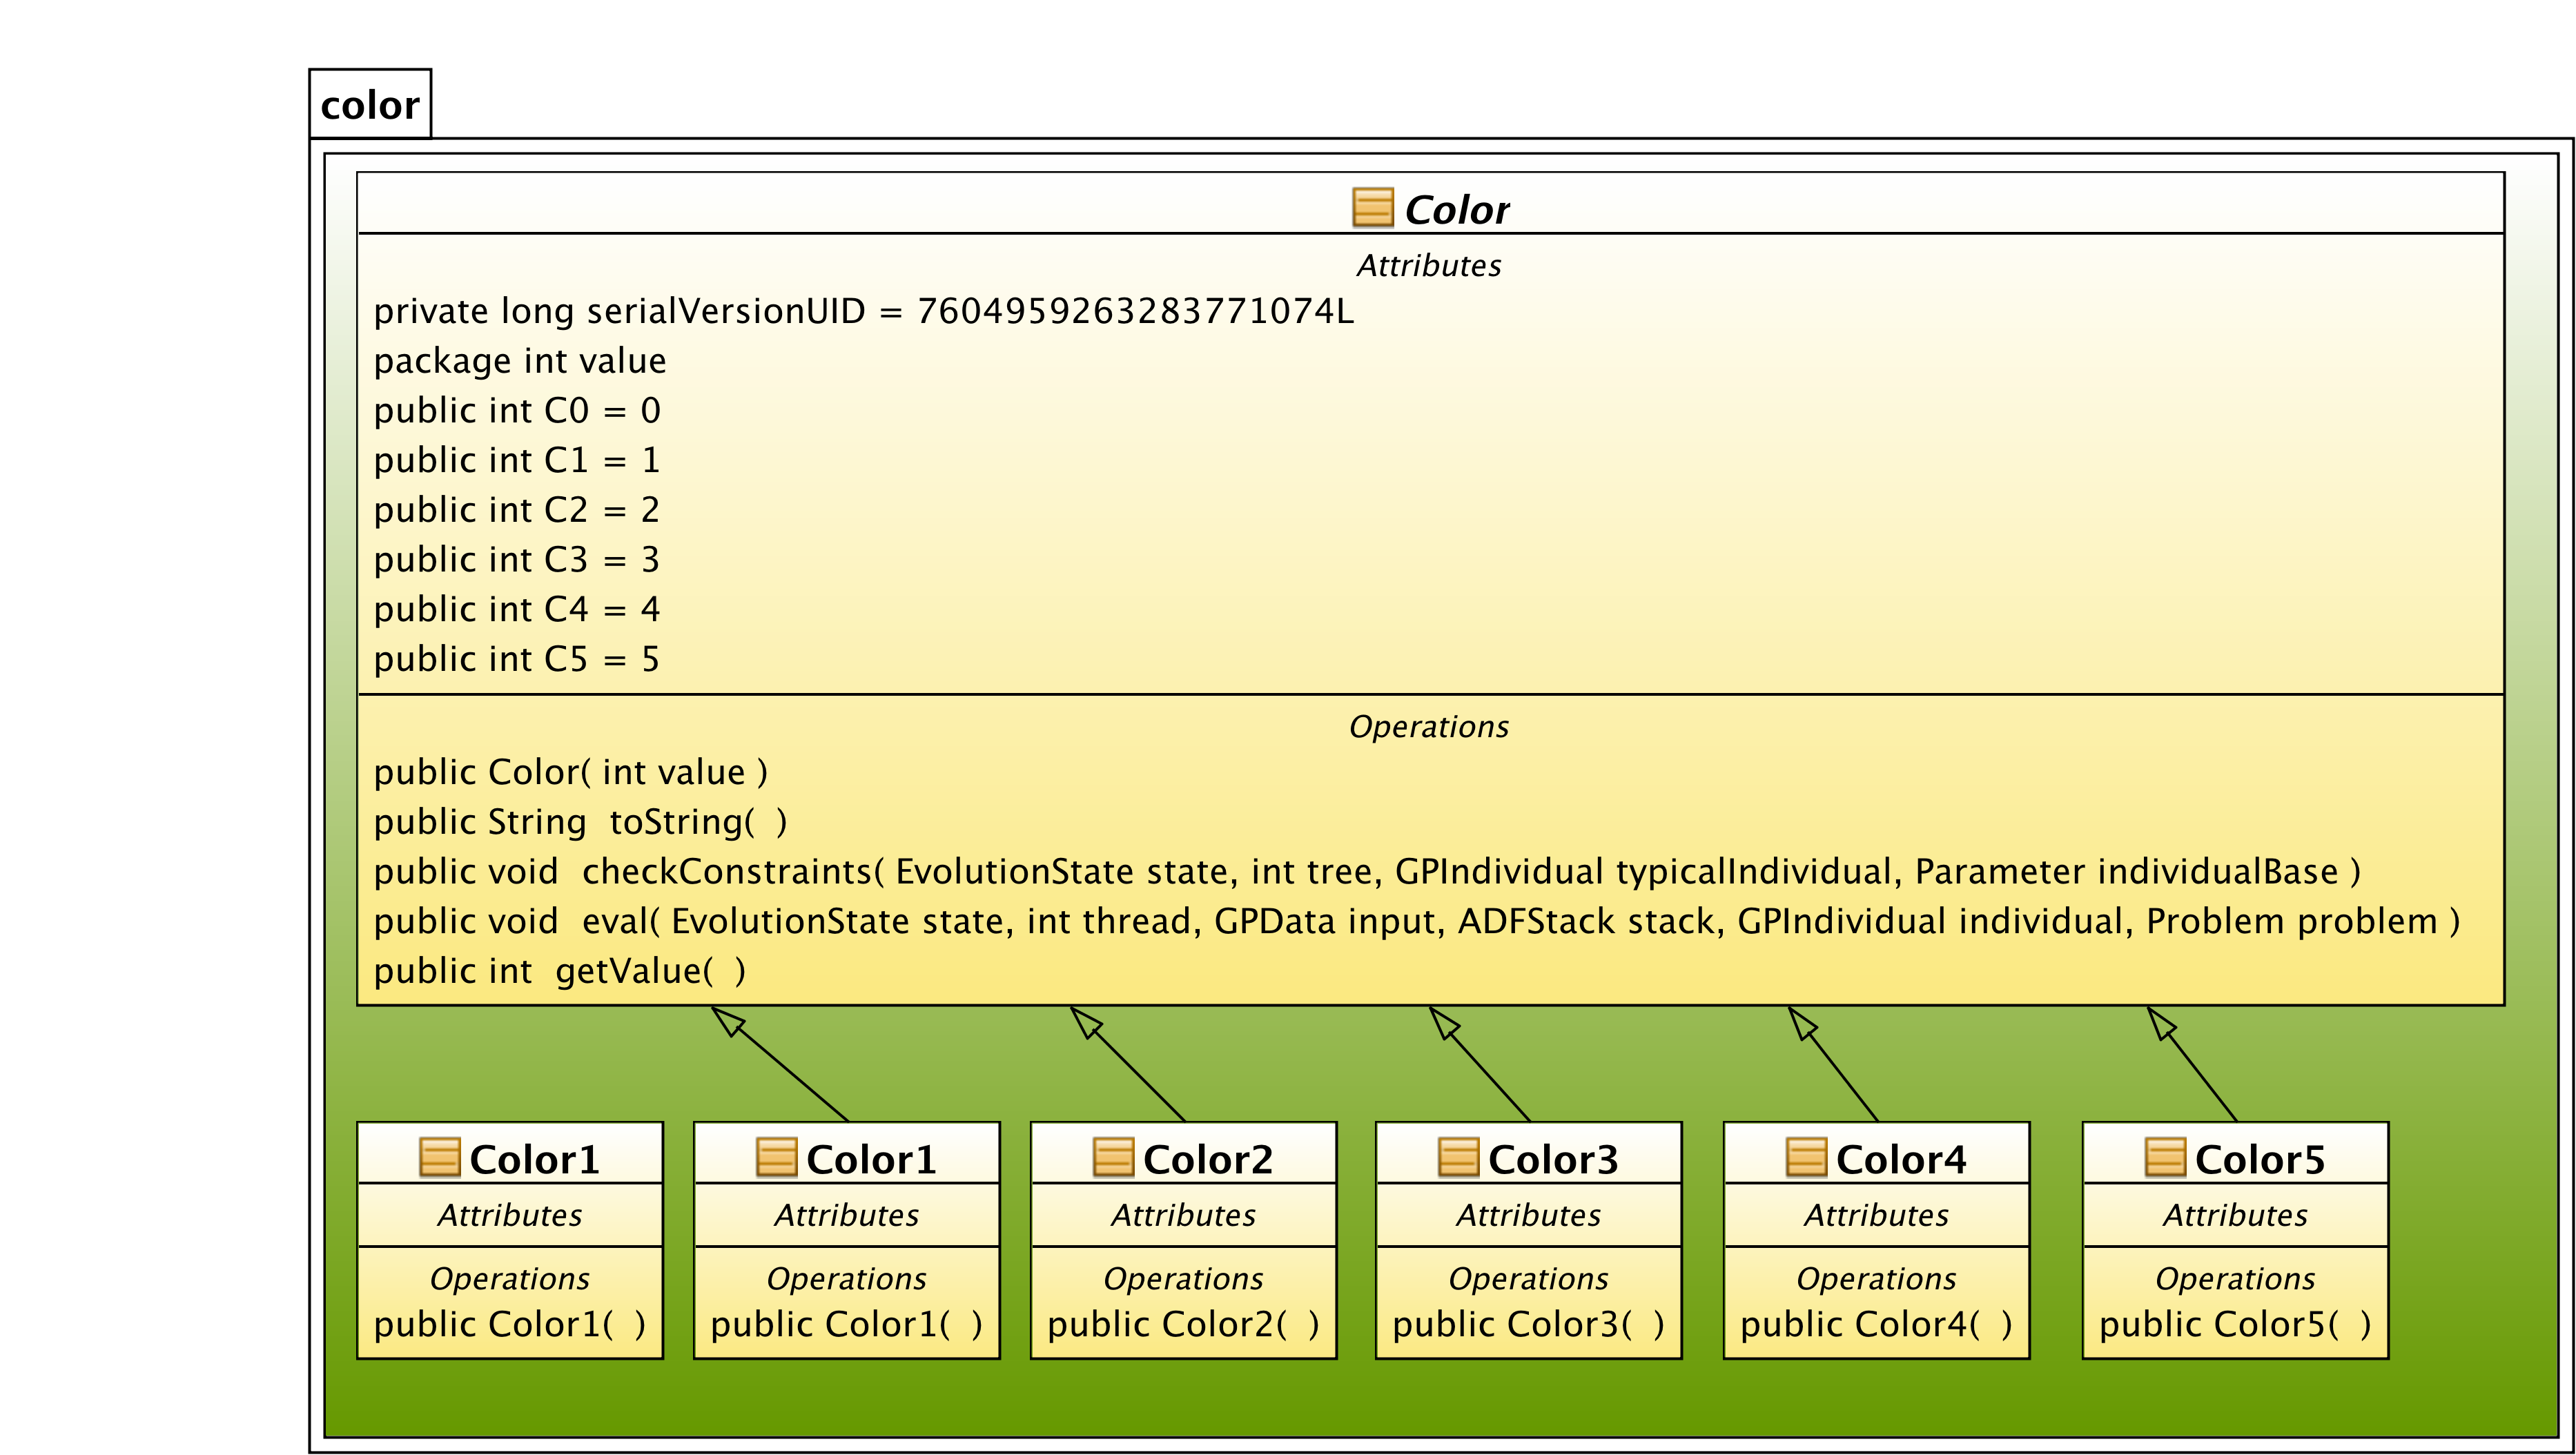 color
Color
Attributes
private long serialVersionUID = 7604959263283771074L
package int value
public int C0 = 0
public int C1 = 1
public int C2 = 2
public int C3 = 3
public int C4 = 4
public int C5 = 5
Operations
public Color( int value )
public String  toString(  )
public void  checkConstraints( EvolutionState state, int tree, GPIndividual typicalIndividual, Parameter individualBase )
public void  eval( EvolutionState state, int thread, GPData input, ADFStack stack, GPIndividual individual, Problem problem )
public int  getValue(  )
Color1
Attributes
Operations
public Color1(  )
Color1
Attributes
Operations
public Color1(  )
Color2
Attributes
Operations
public Color2(  )
Color3
Attributes
Operations
public Color3(  )
Color4
Attributes
Operations
public Color4(  )
Color5
Attributes
Operations
public Color5(  )